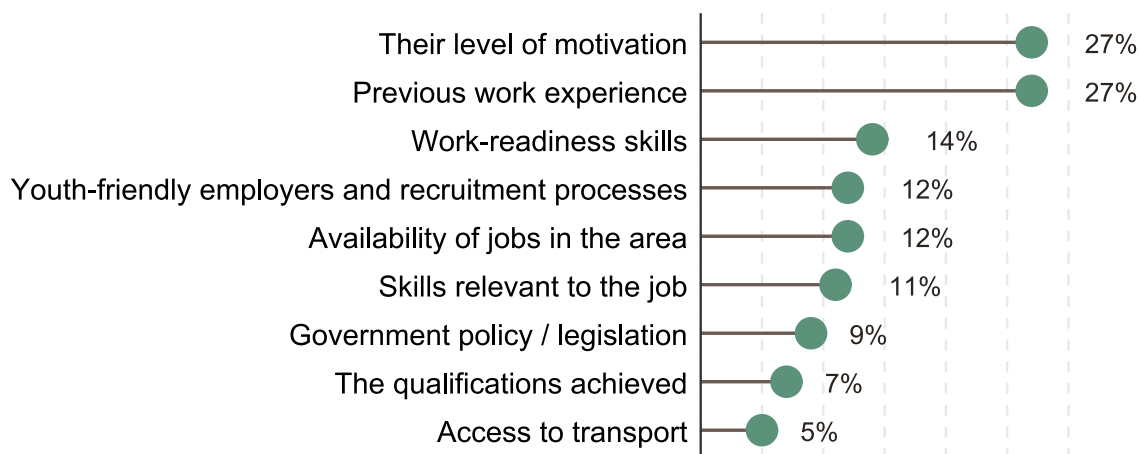 Their level of motivation 27%
Previous work experience 27%
Work-readiness skills 14%
Youth-friendly employers and recruitment processes 12%
Availability of jobs in the area 12%
Skills relevant to the job 11%
Government policy / legislation 9%
The qualifications achieved 7%
Access to transport 5%